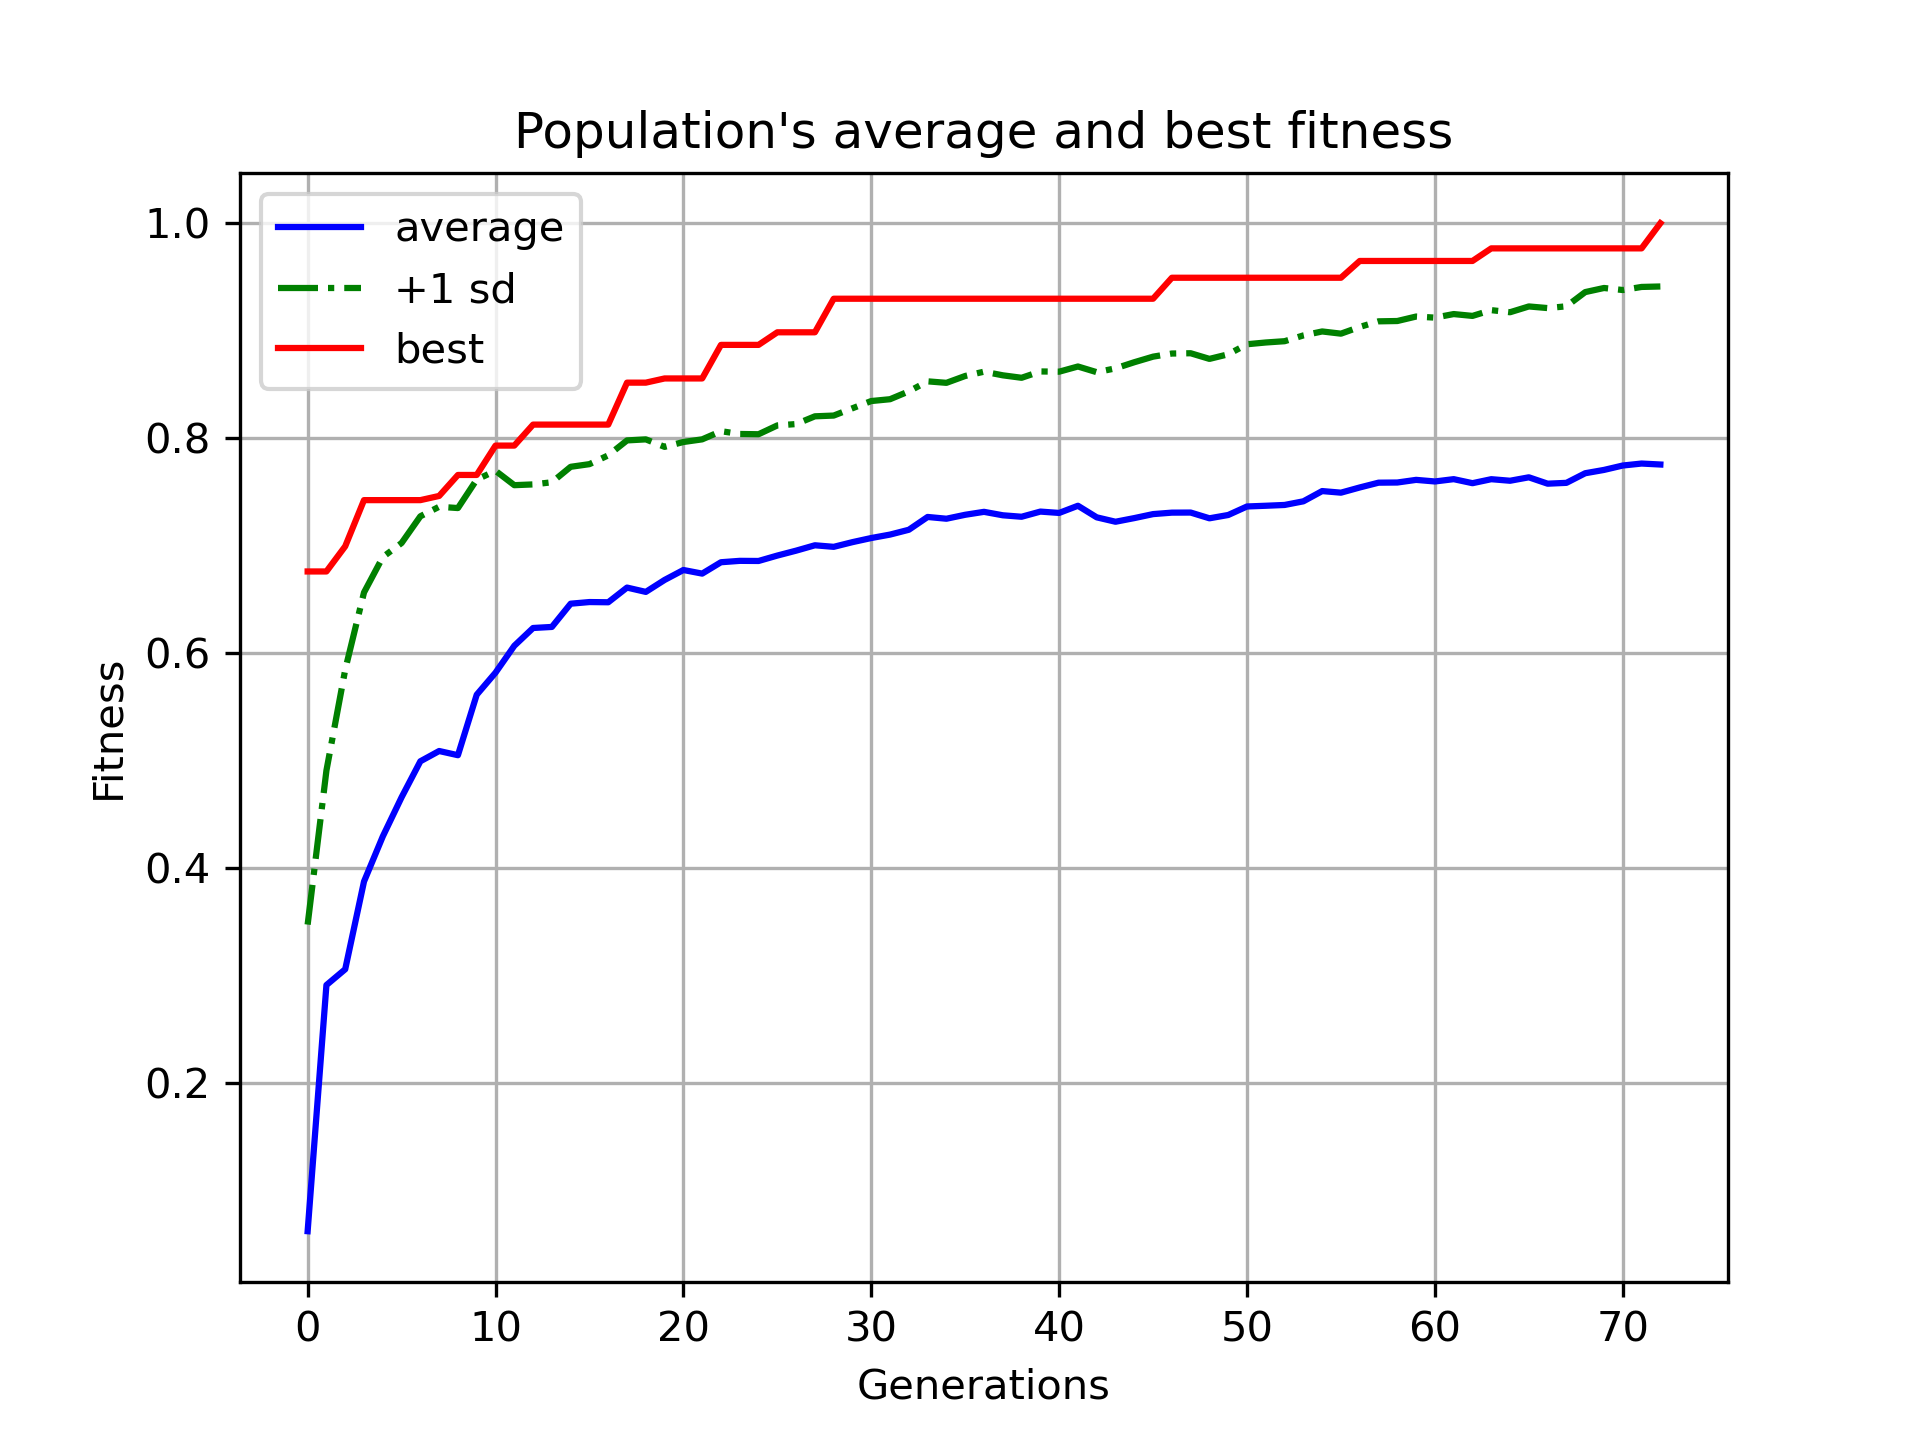 Population's average and best fitness
average
+1 sd
best
1.0
0.8
0.6
0.4
0.2
Fitness
0 10 20 30 40 50 60 70
Generations